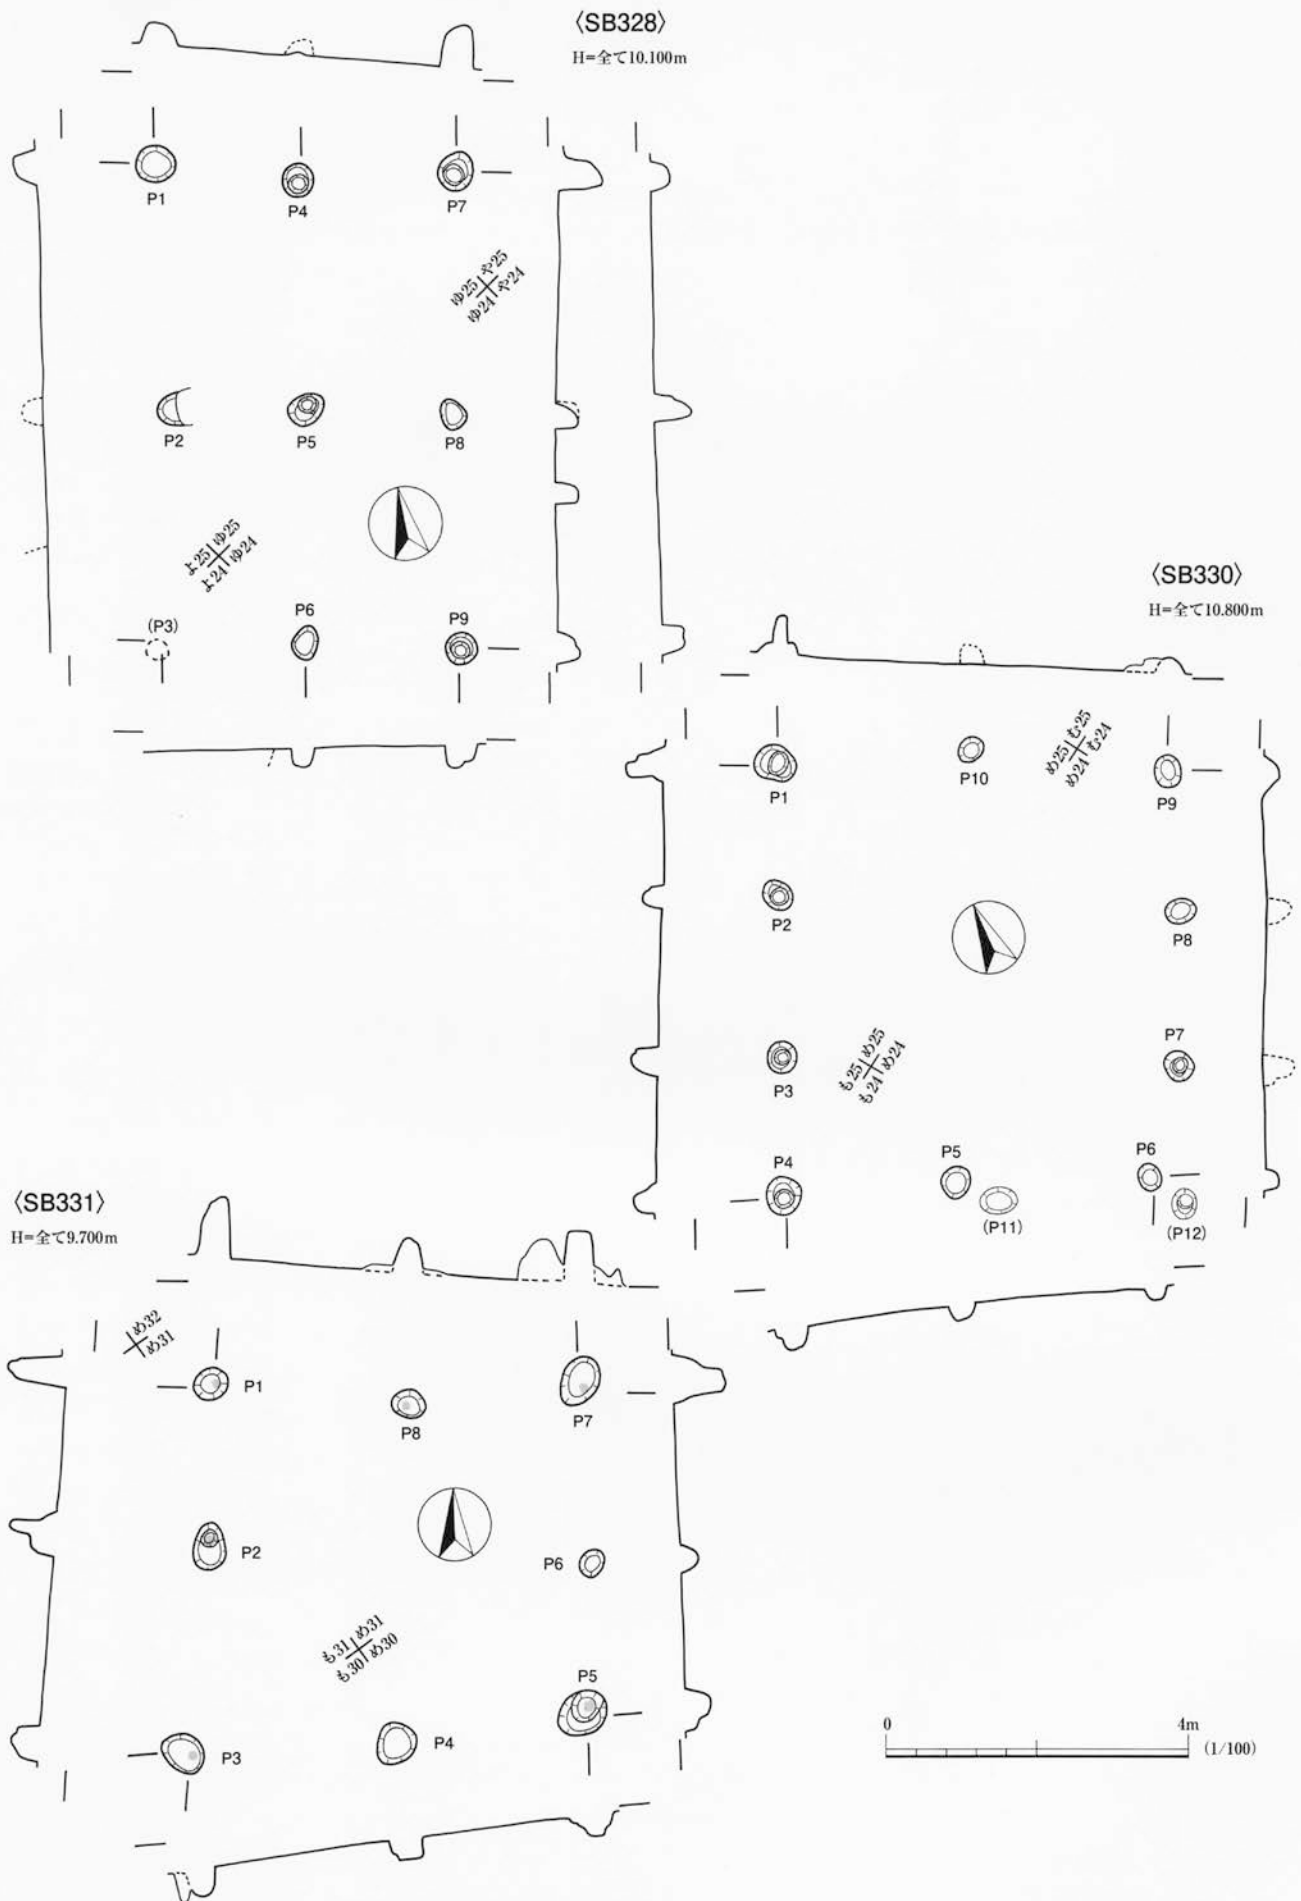 〈SB328〉
H=全て10.100m
P1
P4
P7
ゆ25 や25
ゆ24 や24
P2
P5
P8
よ25 ゆ25
よ24 ゆ24
(P3)
P6
P9
〈SB330〉
H=全て10.800m
P1
P10
P9
め25 む25
め24 む24
P2
P8
P3
P7
も25 め25
も24 め24
P4
P5
P6
(P11)
(P12)
〈SB331〉
H=全て9.700m
め32
め31
P1
P8
P7
P2
P6
も31 め31
も30 め30
P5
P3
P4
0 4m
(1/100)